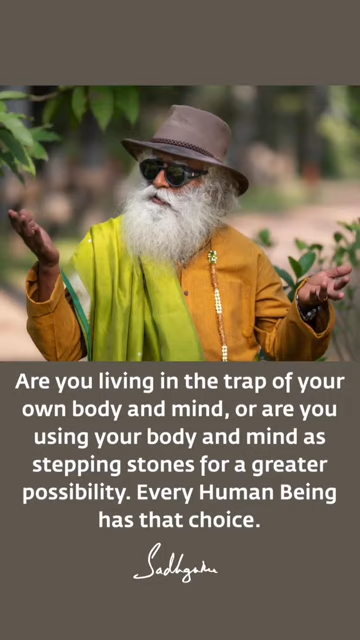 Are you living in the trap of your
own body and mind, or are you
using your body and mind as
stepping stones for a greater
possibility. Every Human Being
has that choice.
Sadhguru